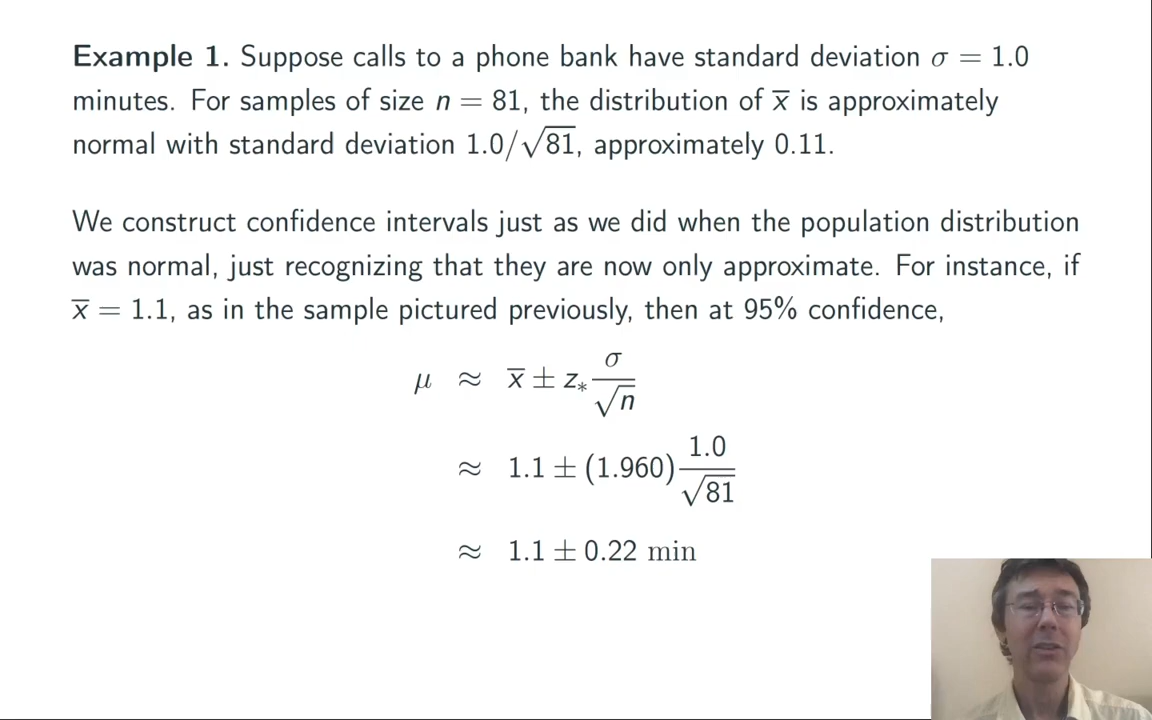 Example 1. Suppose calls to a phone bank have standard deviation σ = 1.0
minutes. For samples of size n = 81, the distribution of x̅ is approximately
normal with standard deviation 1.0/√81, approximately 0.11.
We construct confidence intervals just as we did when the population distribution
was normal, just recognizing that they are now only approximate. For instance, if
x̅ = 1.1, as in the sample pictured previously, then at 95% confidence,
μ ≈ x̅ ± z∗ σ/√n
≈ 1.1 ± (1.960) 1.0/√81
≈ 1.1 ± 0.22 min